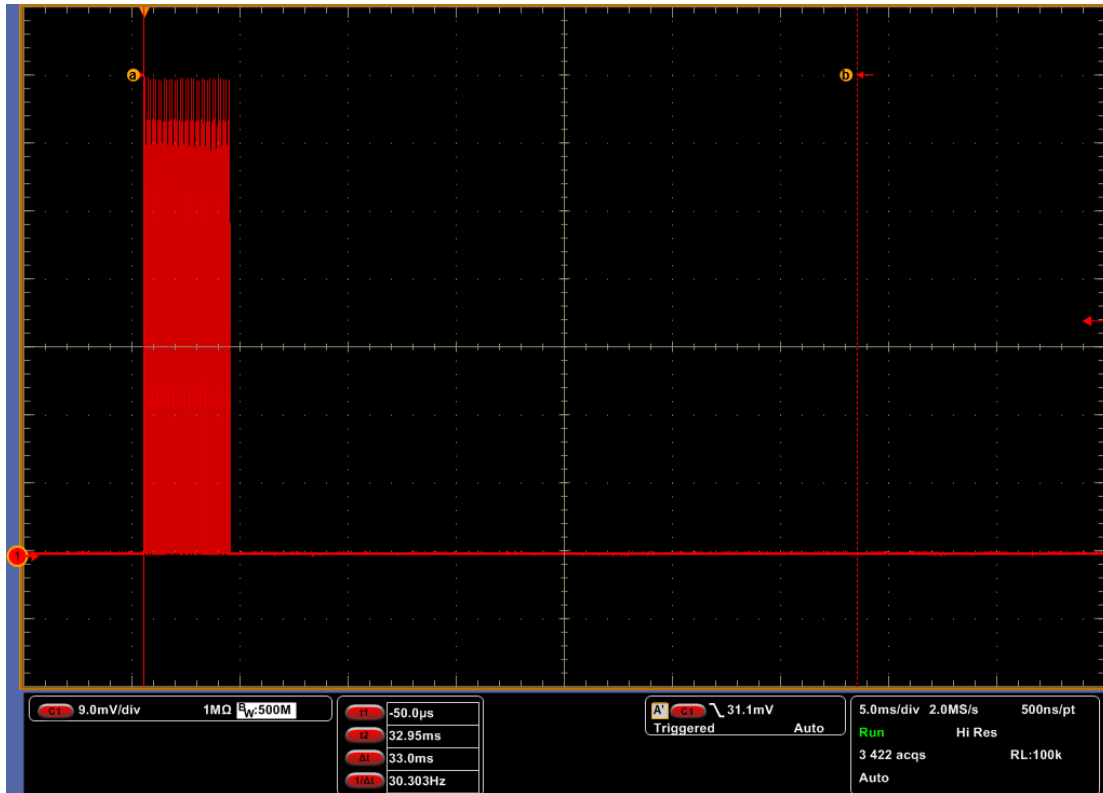 a b
1
C1 9.0mV/div 1MΩ BW:500M
t1 -50.0µs
t2 32.95ms
Δt 33.0ms
1/Δt 30.303Hz
A' C1 31.1mV
Triggered Auto
5.0ms/div 2.0MS/s 500ns/pt
Run Hi Res
3 422 acqs RL:100k
Auto